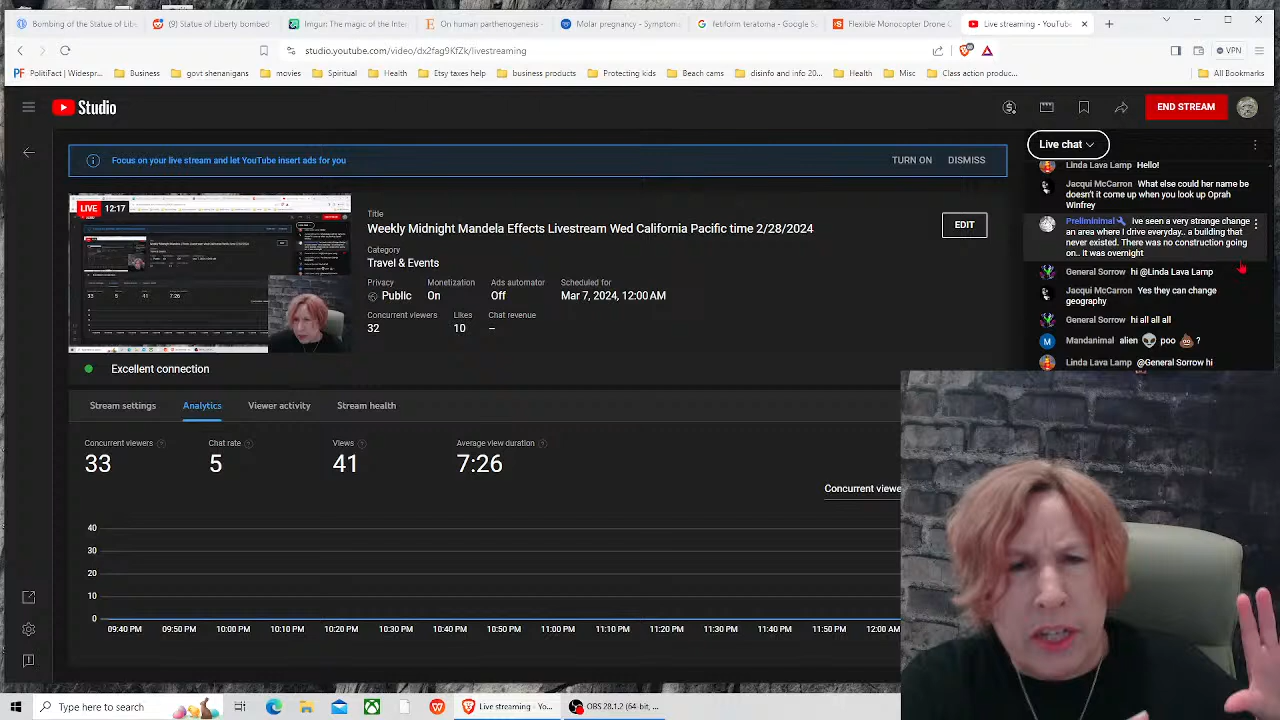 Bombing of the Statue of Lib
Statue of Liberty bombed
Imgur: The magic of the Inter
On human parthenogenesis
Molar pregnancy - Symptom
fetiform teratoma - Google S
Flexible Monocopter Drone C
Live streaming - YouTube
studio.youtube.com/video/dx2fag9KfZk/livestreaming
VPN
PolitiFact | Widespr...
Business
govt shenanigans
movies
Spiritual
Health
Etsy taxes help
business products
Protecting kids
Beach cams
disinfo and info 20...
Health
Misc
Class action produc...
All Bookmarks
Studio
END STREAM
Focus on your live stream and let YouTube insert ads for you
TURN ON
DISMISS
LIVE
12:17
Title
Weekly Midnight Mandela Effects Livestream Wed California Pacific time 2/28/2024
EDIT
Category
Travel & Events
Privacy
Monetization
Ads automator
Scheduled for
Public
On
Off
Mar 7, 2024, 12:00 AM
Concurrent viewers
Likes
Chat revenue
32
10
–
Excellent connection
Stream settings
Analytics
Viewer activity
Stream health
Concurrent viewers
Chat rate
Views
Average view duration
33
5
41
7:26
Concurrent viewe
40
30
20
10
0
09:40 PM
09:50 PM
10:00 PM
10:10 PM
10:20 PM
10:30 PM
10:40 PM
10:50 PM
11:00 PM
11:10 PM
11:20 PM
11:30 PM
11:40 PM
11:50 PM
12:00 AM
Live chat
Linda Lava Lamp Hello!
Jacqui McCarron What else could her name be
doesn't it come up when you look up Oprah
Winfrey
Preliminimal Ive seen a very strange change
an area where I drive everyday.. a building that
never existed. There was no construction going
on.. it was overnight
General Sorrow hi @Linda Lava Lamp
Jacqui McCarron Yes they can change
geography
General Sorrow hi all all all
M
Mandanimal alien 👽 poo 💩 ?
Linda Lava Lamp @General Sorrow hi
Type here to search
Live streaming - Yo...
OBS 28.1.2 (64-bit, ...